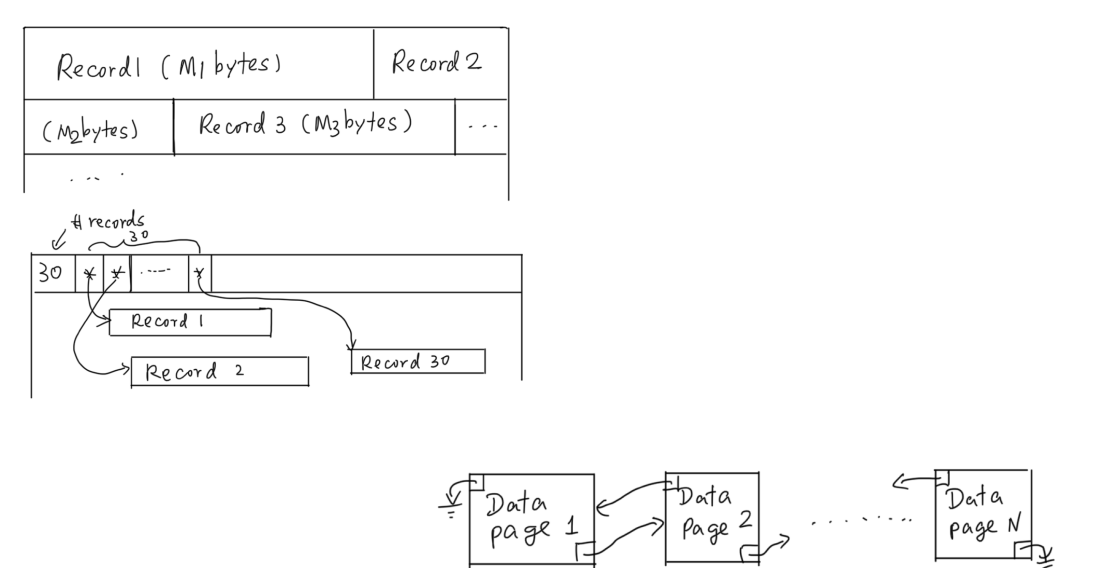 Record1 (M1 bytes) Record 2
(M2bytes) Record 3 (M3bytes) ...
....
# records
30
30 * * ..... *
Record 1
Record 2
Record 30
Data page 1
Data page 2
........
Data page N